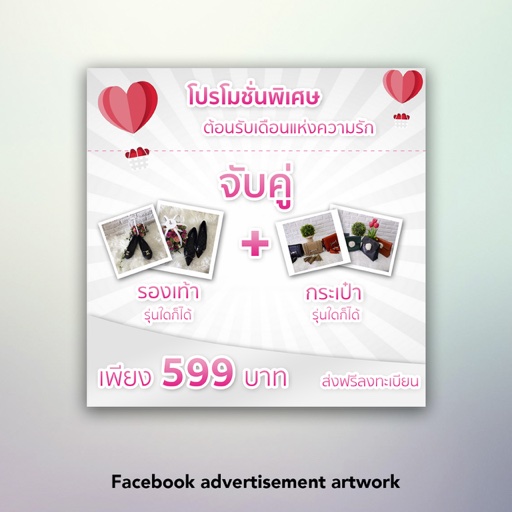 โปรโมชั่นพิเศษ
ต้อนรับเดือนแห่งความรัก
จับคู่
+
รองเท้า
รุ่นใดก็ได้
กระเป๋า
รุ่นใดก็ได้
เพียง 599 บาท
ส่งฟรีลงทะเบียน
Facebook advertisement artwork